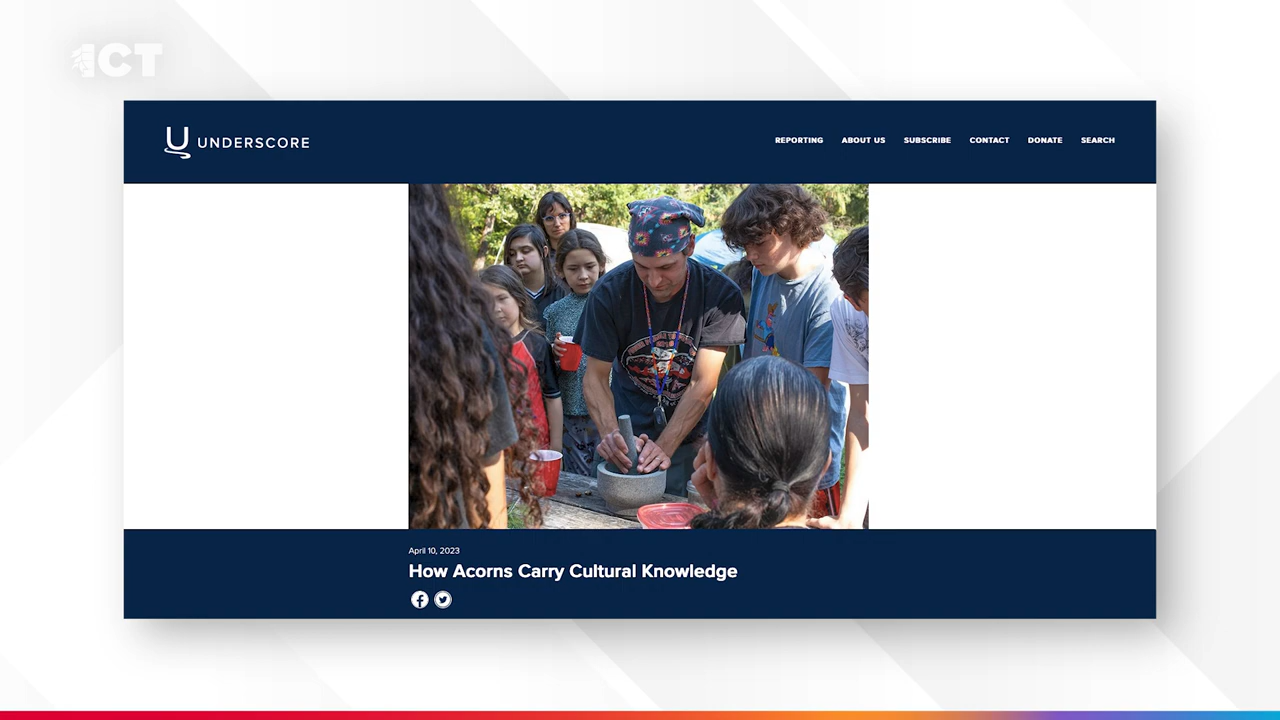 ICT
UNDERSCORE
REPORTING ABOUT US SUBSCRIBE CONTACT DONATE SEARCH
April 10, 2023
How Acorns Carry Cultural Knowledge